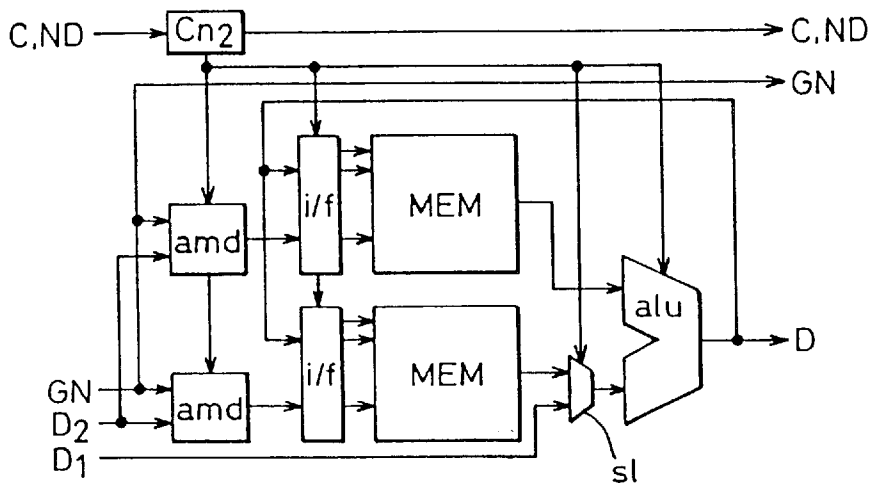 C,ND
Cn2
C,ND
GN
i/f
MEM
amd
alu
i/f
MEM
D
GN
amd
D2
D1
sl